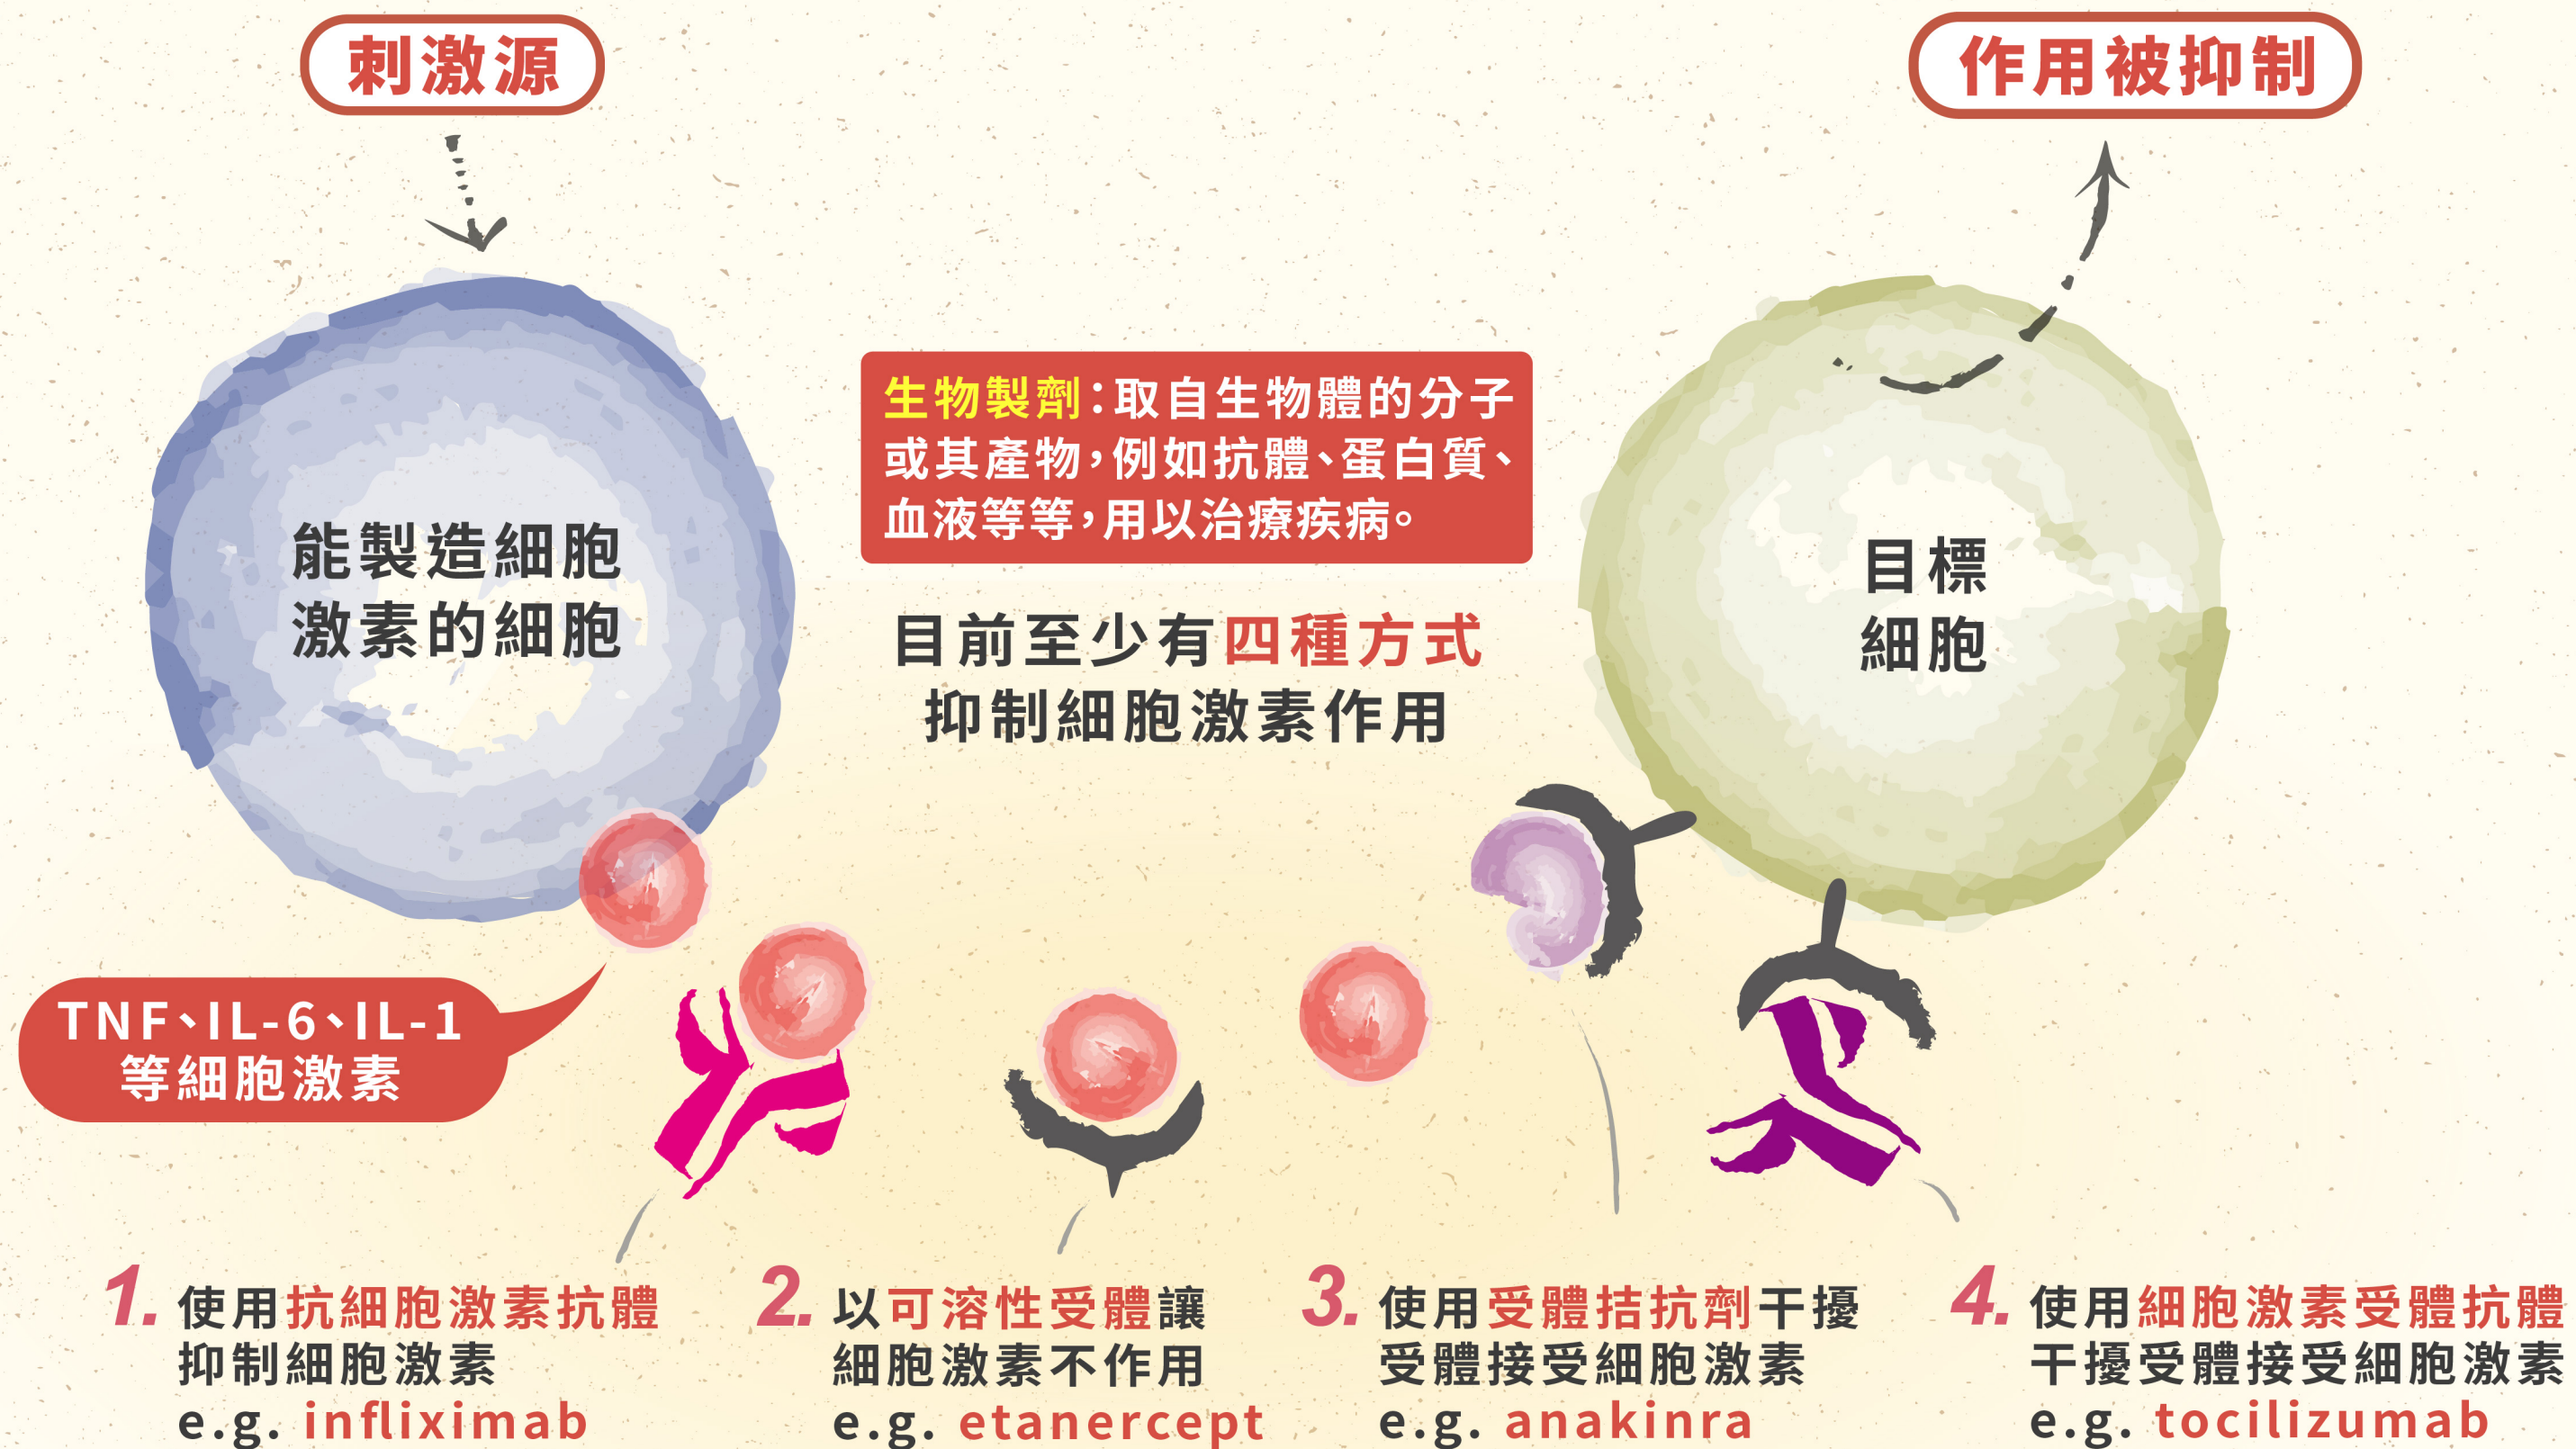 刺激源
作用被抑制
生物製劑：取自生物體的分子
或其產物，例如抗體、蛋白質、
血液等等，用以治療疾病。
能製造細胞
激素的細胞
目標
細胞
目前至少有四種方式
抑制細胞激素作用
TNF、IL-6、IL-1
等細胞激素
1. 使用抗細胞激素抗體
抑制細胞激素
e.g. infliximab
2. 以可溶性受體讓
細胞激素不作用
e.g. etanercept
3. 使用受體拮抗劑干擾
受體接受細胞激素
e.g. anakinra
4. 使用細胞激素受體抗體
干擾受體接受細胞激素
e.g. tocilizumab